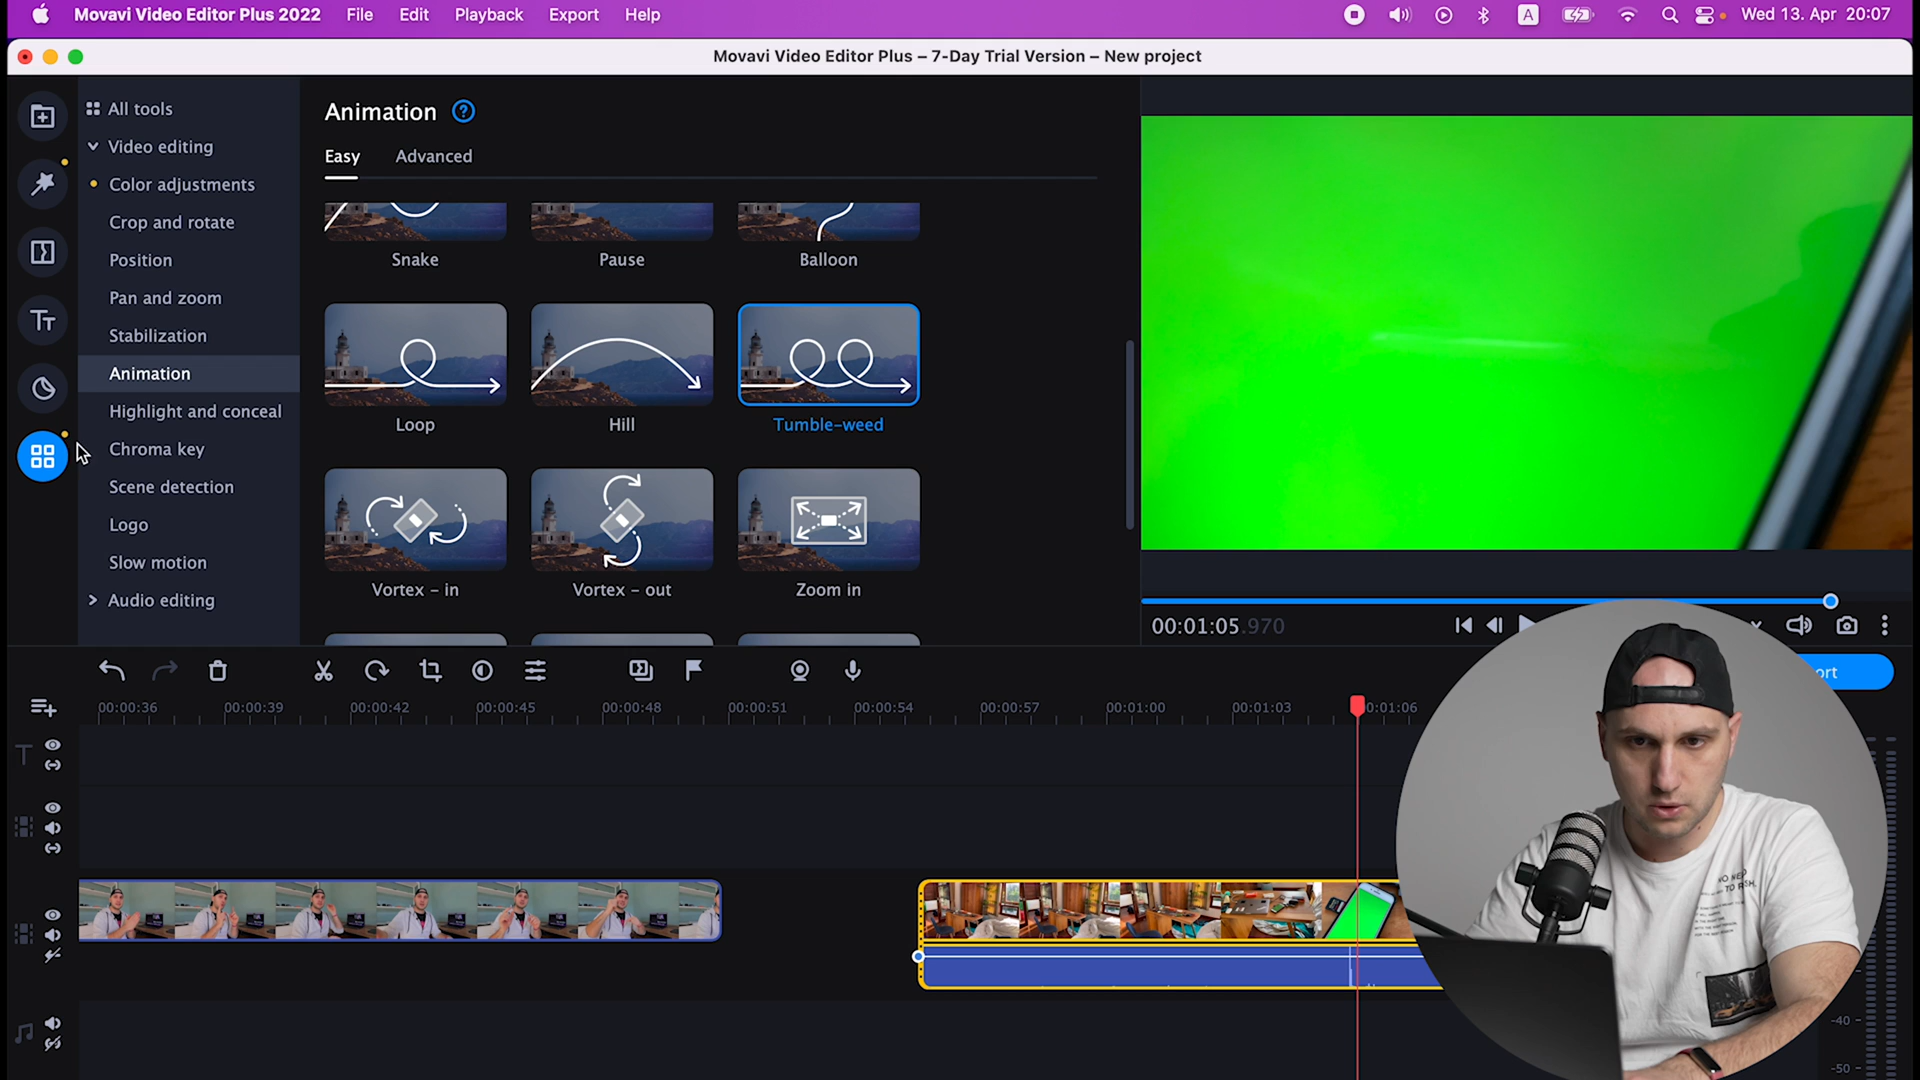 Movavi Video Editor Plus 2022 File Edit Playback Export Help A Wed 13. Apr 20:07
Movavi Video Editor Plus – 7-Day Trial Version – New project
All tools
Video editing
Color adjustments
Crop and rotate
Position
Pan and zoom
Stabilization
Animation
Highlight and conceal
Chroma key
Scene detection
Logo
Slow motion
Audio editing
Animation ?
Easy Advanced
Snake Pause Balloon
Loop Hill Tumble-weed
Vortex – in Vortex – out Zoom in
00:01:05.970
ort
00:00:36 00:00:39 00:00:42 00:00:45 00:00:48 00:00:51 00:00:54 00:00:57 00:01:00 00:01:03 0:01:06
-40
-50